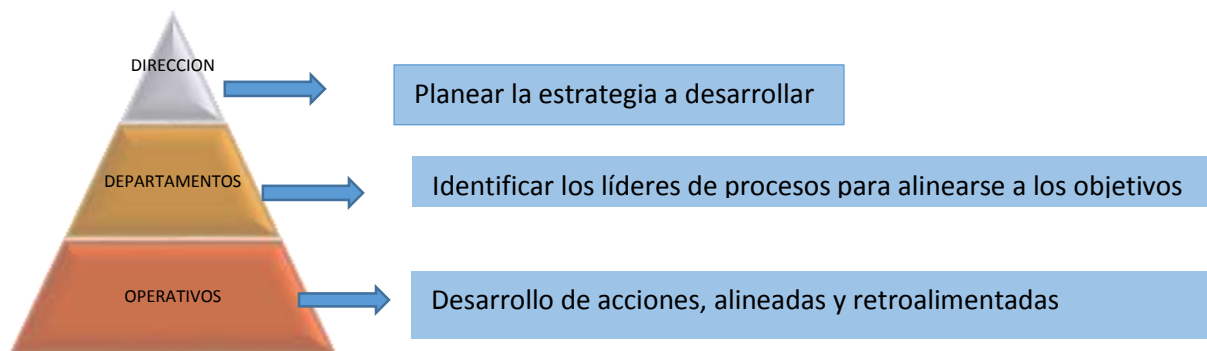 DIRECCION
Planear la estrategia a desarrollar
DEPARTAMENTOS
Identificar los líderes de procesos para alinearse a los objetivos
OPERATIVOS
Desarrollo de acciones, alineadas y retroalimentadas